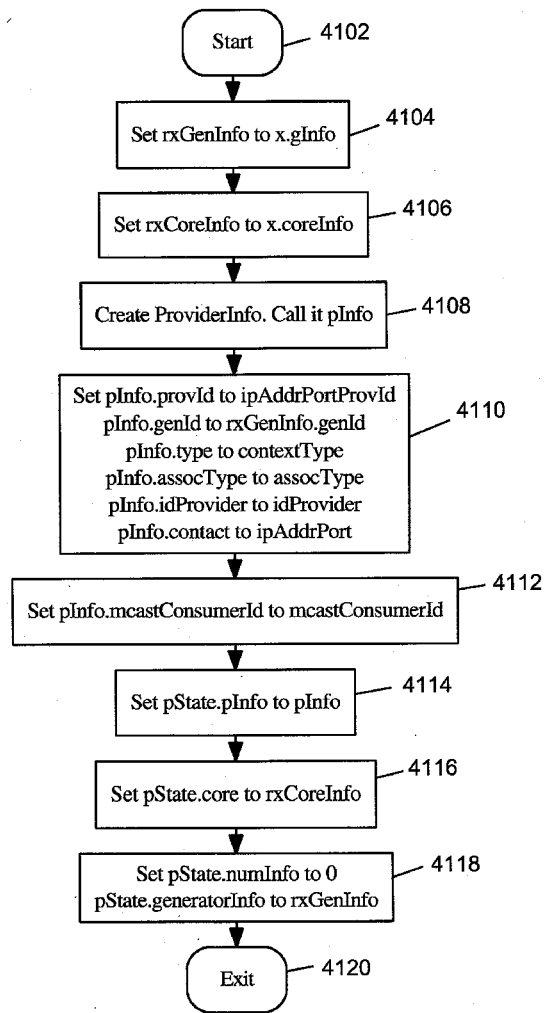 Start
4102
Set rxGenInfo to x.gInfo
4104
Set rxCoreInfo to x.coreInfo
4106
Create ProviderInfo. Call it pInfo
4108
Set pInfo.provId to ipAddrPortProvId
pInfo.genId to rxGenInfo.genId
pInfo.type to contextType
pInfo.assocType to assocType
pInfo.idProvider to idProvider
pInfo.contact to ipAddrPort
4110
Set pInfo.mcastConsumerId to mcastConsumerId
4112
Set pState.pInfo to pInfo
4114
Set pState.core to rxCoreInfo
4116
Set pState.numInfo to 0
pState.generatorInfo to rxGenInfo
4118
Exit
4120